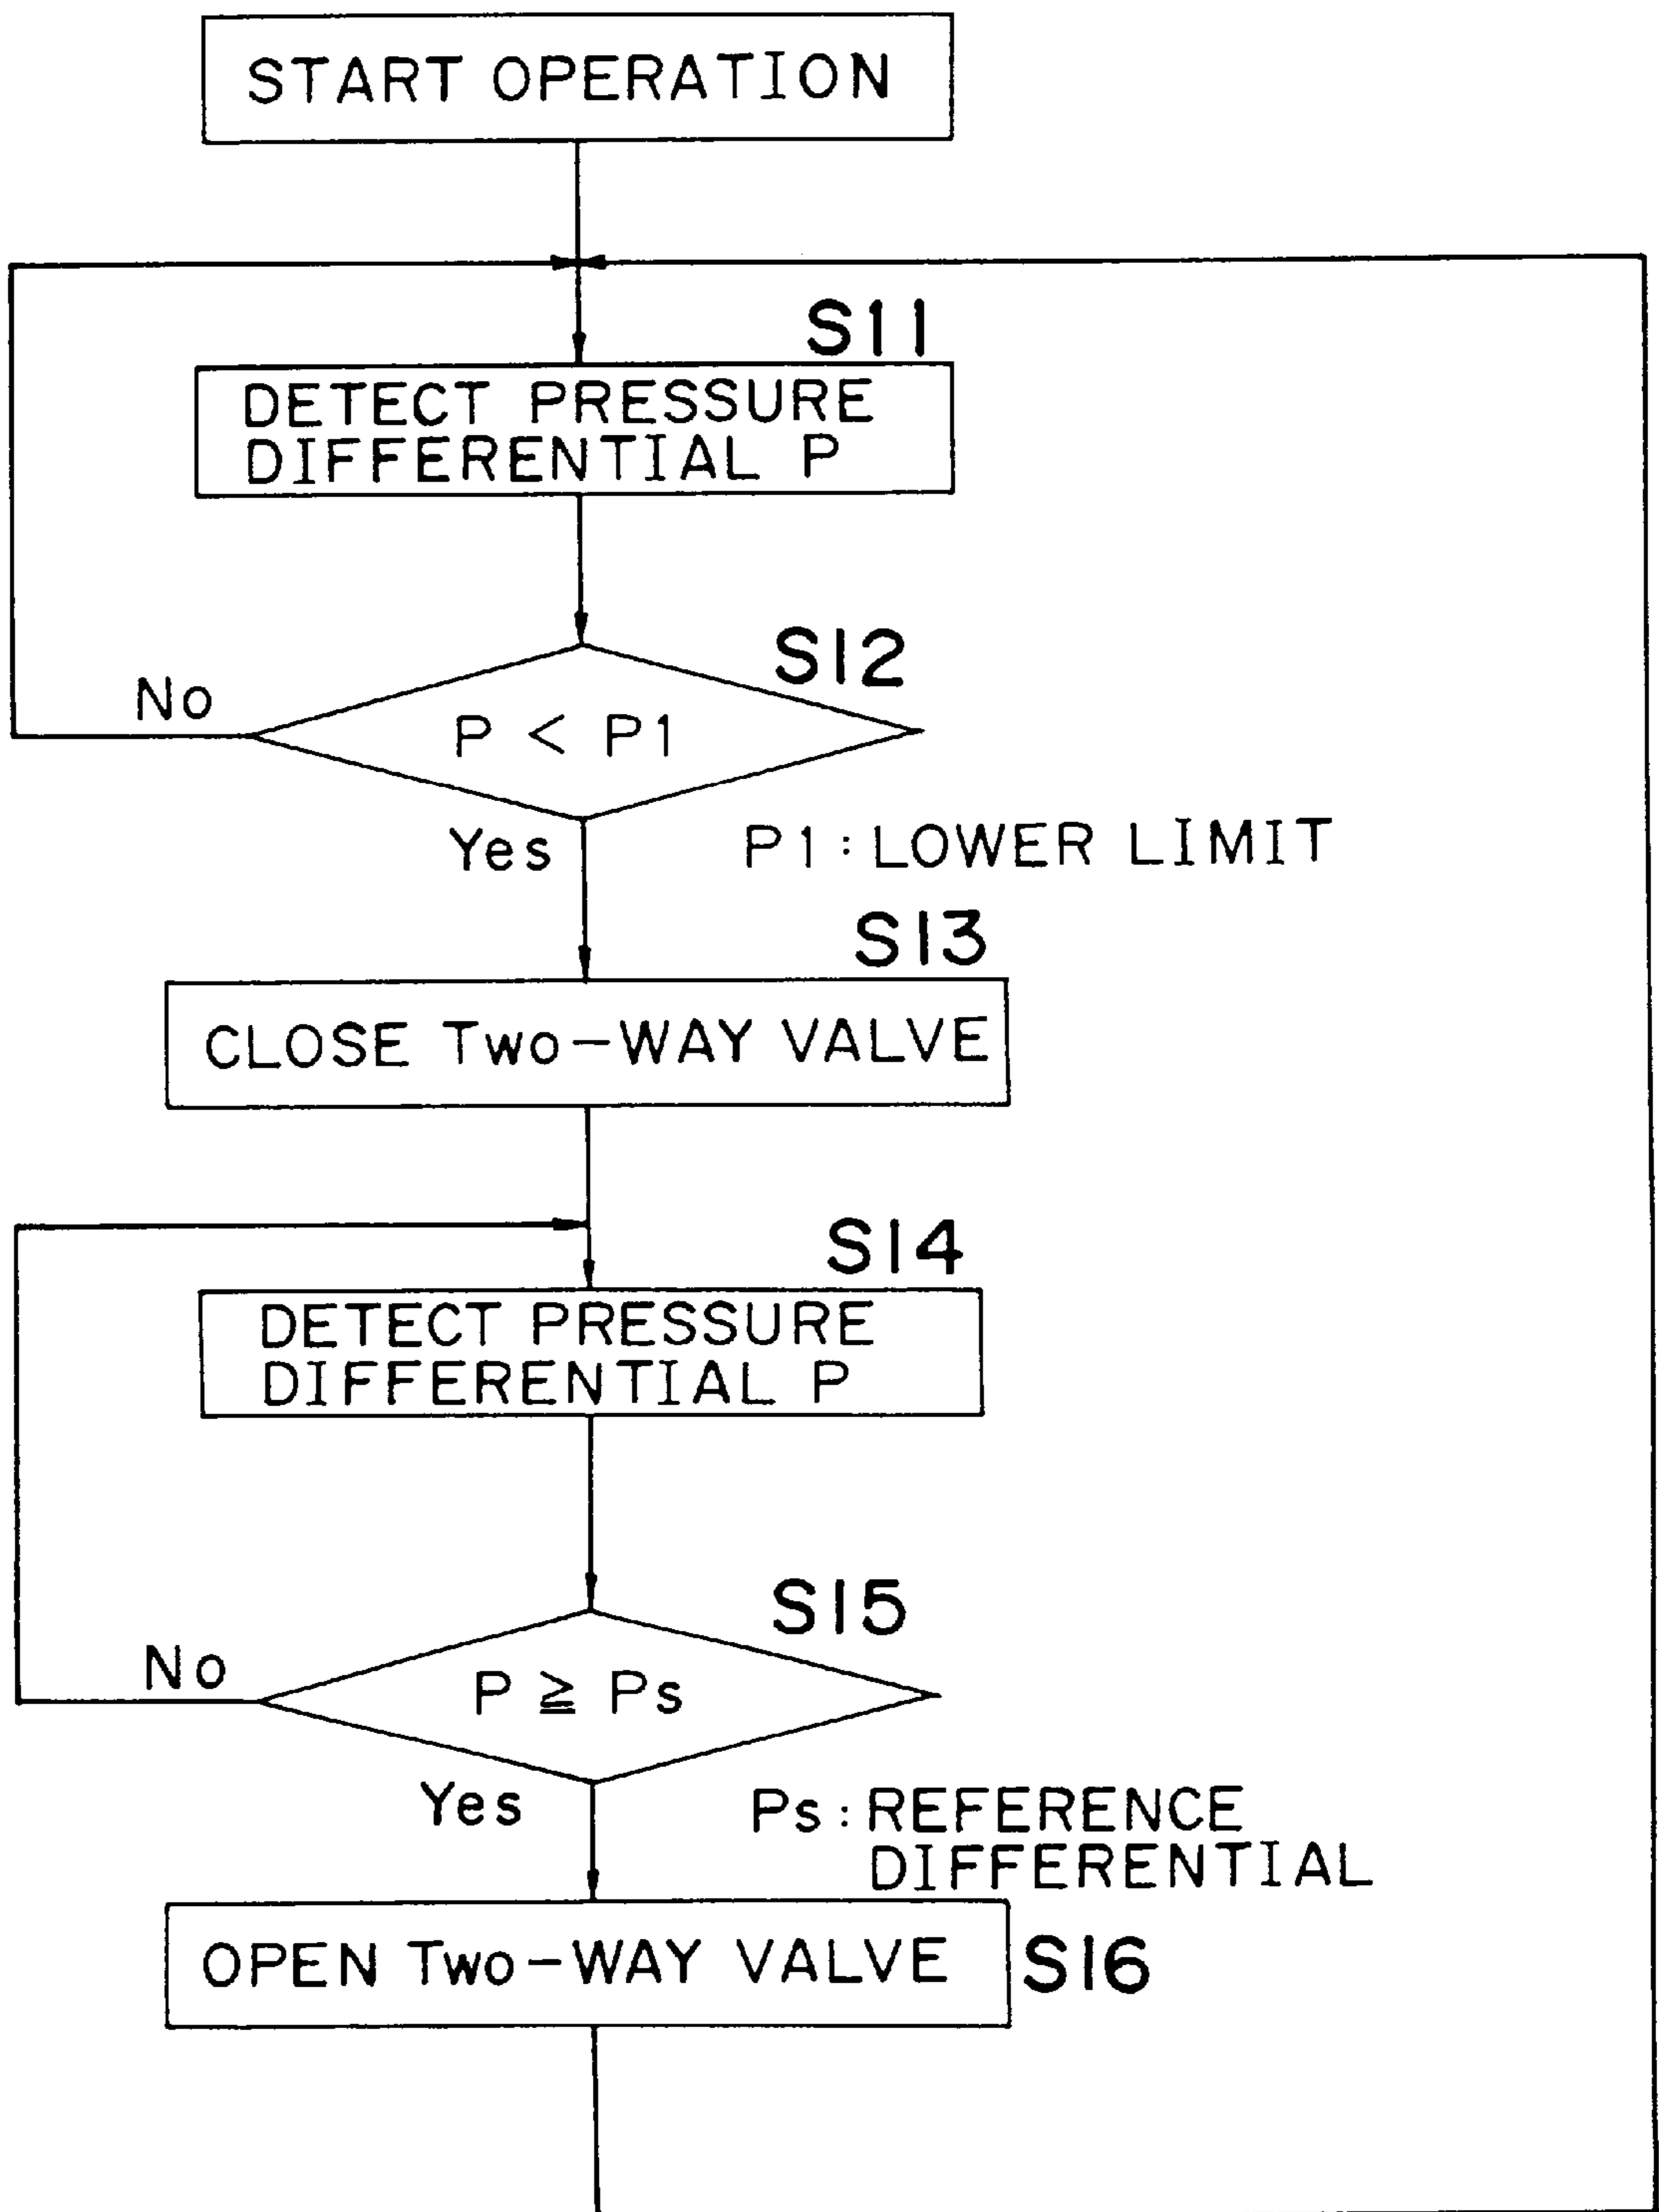 START OPERATION
S11
DETECT PRESSURE
DIFFERENTIAL P
S12
No
P < P1
Yes
P1 : LOWER LIMIT
S13
CLOSE Two-WAY VALVE
S14
DETECT PRESSURE
DIFFERENTIAL P
S15
No
P ≧ Ps
Yes
Ps : REFERENCE
DIFFERENTIAL
OPEN Two-WAY VALVE S16